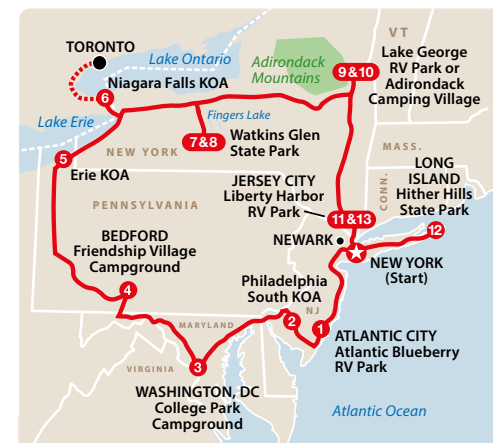 VT
TORONTO
Lake Ontario
Adirondack
Mountains
9&10
Lake George
RV Park or
Adirondack
Camping Village
6
Niagara Falls KOA
Lake Erie
Fingers Lake
7&8
Watkins Glen
State Park
MASS.
5
Erie KOA
NEW YORK
LONG
ISLAND
Hither Hills
State Park
JERSEY CITY
Liberty Harbor
RV Park
CONN.
PENNSYLVANIA
11&13
12
BEDFORD
Friendship Village
Campground
NEWARK
NEW YORK
(Start)
4
Philadelphia
South KOA
NJ
2
1
MARYLAND
ATLANTIC CITY
Atlantic Blueberry
RV Park
VIRGINIA
3
WASHINGTON, DC
College Park
Campground
Atlantic Ocean